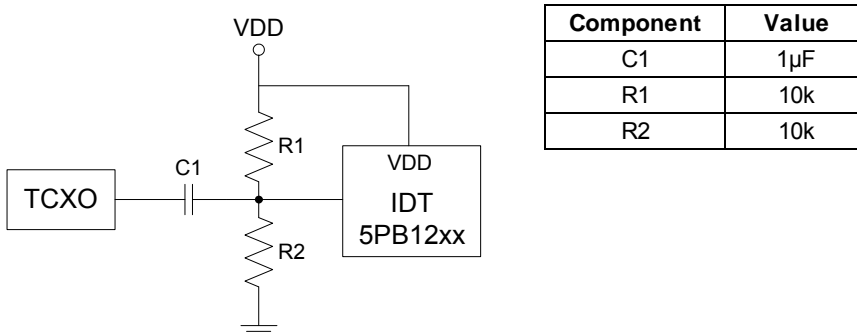 VDD
R1
C1
TCXO
R2
VDD
IDT
5PB12xx
Component Value
C1 1µF
R1 10k
R2 10k